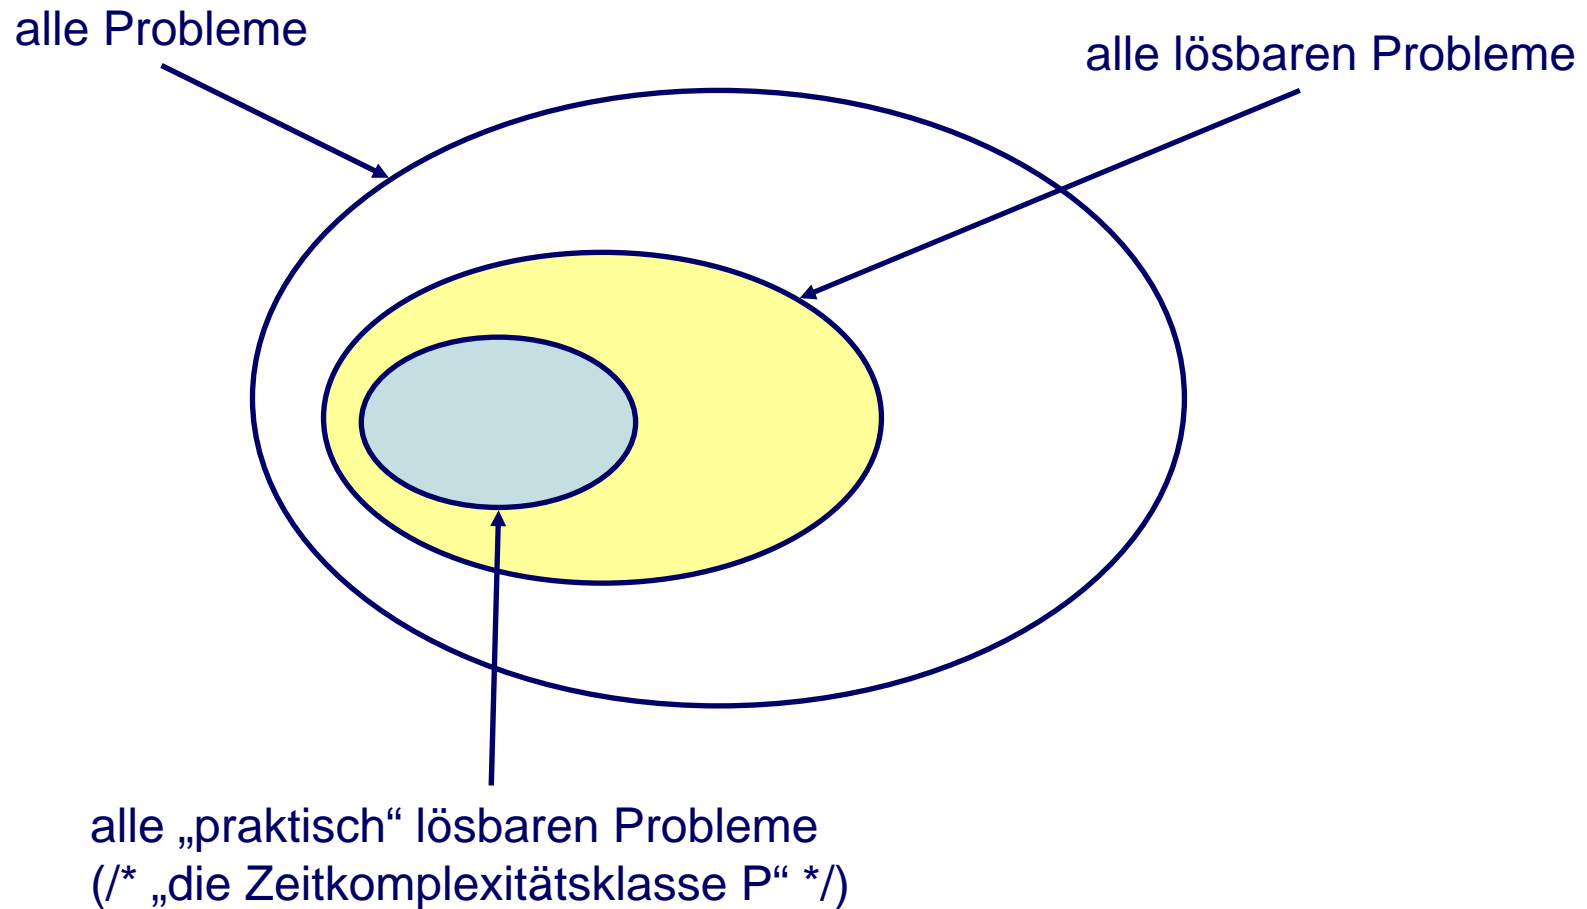 alle Probleme
alle lösbaren Probleme
alle „praktisch“ lösbaren Probleme
(/* „die Zeitkomplexitätsklasse P“ */)